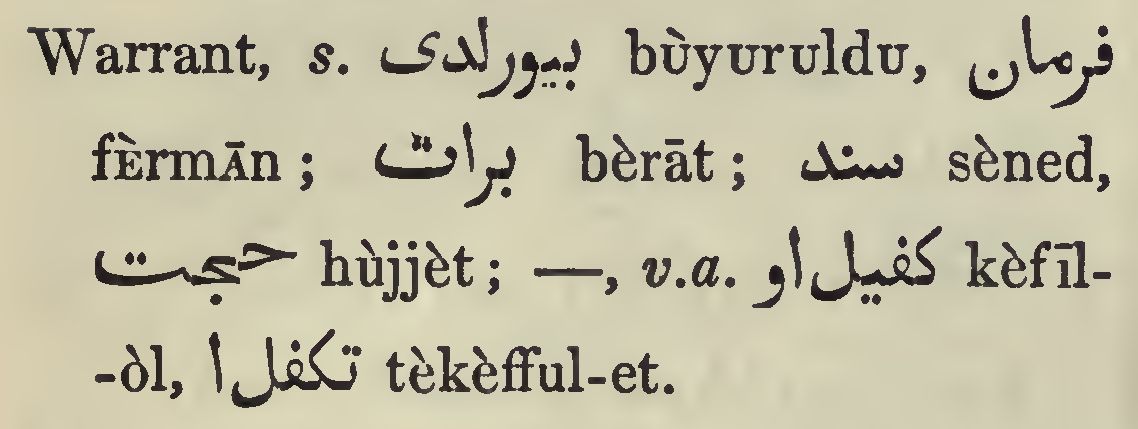 Warrant, s. بیورلدی bùyuruldu, فرمان
fèrmān ; برات bèrāt ; سند sèned,
حجت hùjjèt ; —, v.a. کفیل او kèfīl-
-òl, تکفل ا tèkèfful-et.